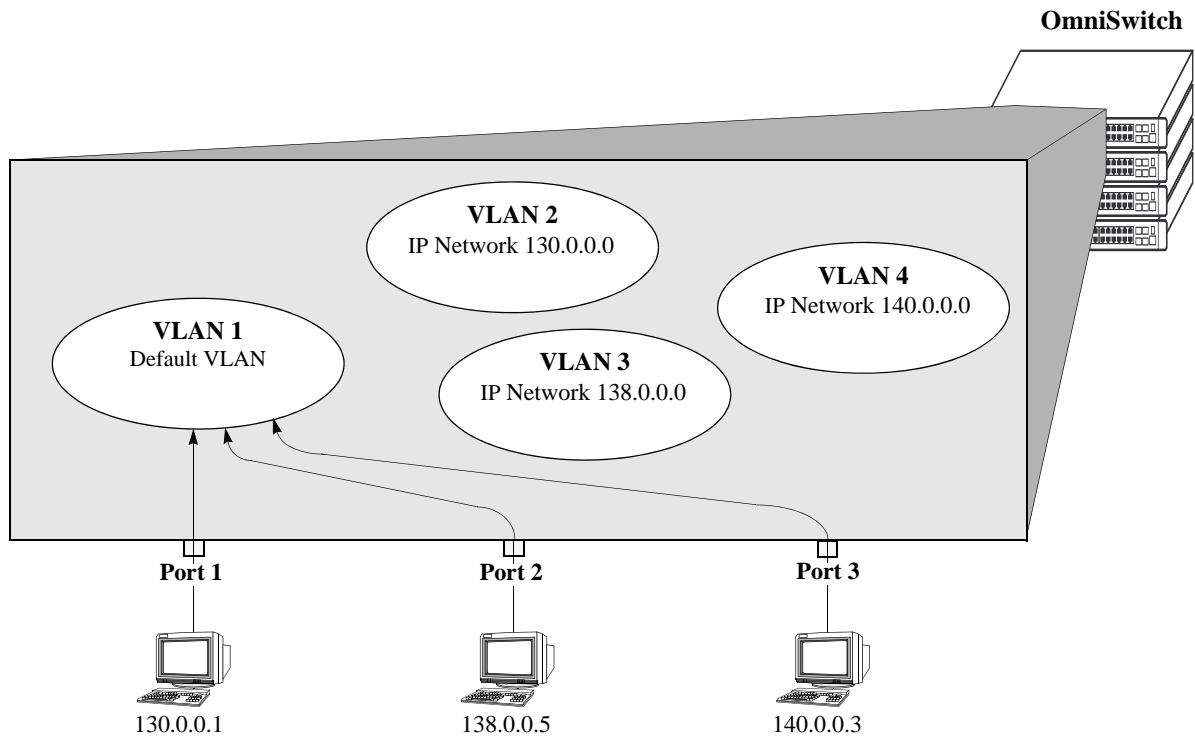 OmniSwitch
VLAN 2
IP Network 130.0.0.0
VLAN 4
IP Network 140.0.0.0
VLAN 1
Default VLAN
VLAN 3
IP Network 138.0.0.0
Port 1
Port 2
Port 3
130.0.0.1
138.0.0.5
140.0.0.3